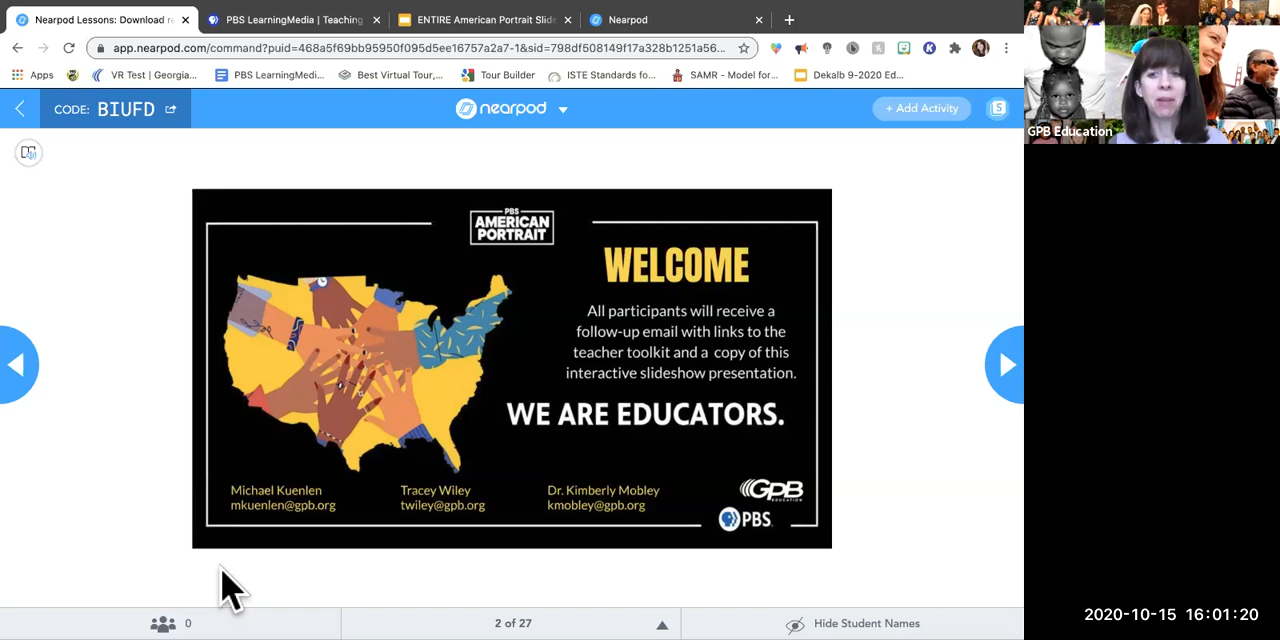 Nearpod Lessons: Download re
PBS LearningMedia | Teaching
ENTIRE American Portrait Slid
Nearpod
app.nearpod.com/command?puid=468a5f69bb95950f095d5ee16757a2a7-1&sid=798df508149f17a328b1251a56...
Apps
VR Test | Georgia...
PBS LearningMedi...
Best Virtual Tour,...
Tour Builder
ISTE Standards fo...
SAMR - Model for...
Dekalb 9-2020 Ed...
CODE: BIUFD
nearpod
+ Add Activity
GPB Education
PBS
AMERICAN
PORTRAIT
WELCOME
All participants will receive a
follow-up email with links to the
teacher toolkit and a copy of this
interactive slideshow presentation.
WE ARE EDUCATORS.
Michael Kuenlen
mkuenlen@gpb.org
Tracey Wiley
twiley@gpb.org
Dr. Kimberly Mobley
kmobley@gpb.org
GPB
EDUCATION
PBS
0
2 of 27
Hide Student Names
2020-10-15 16:01:20